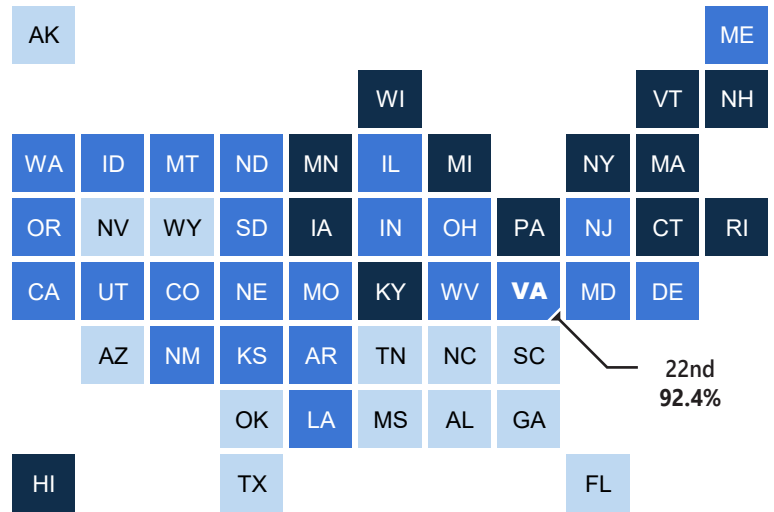 AK ME
WI VT NH
WA ID MT ND MN IL MI NY MA
OR NV WY SD IA IN OH PA NJ CT RI
CA UT CO NE MO KY WV VA MD DE
AZ NM KS AR TN NC SC
22nd
92.4%
OK LA MS AL GA
HI TX FL